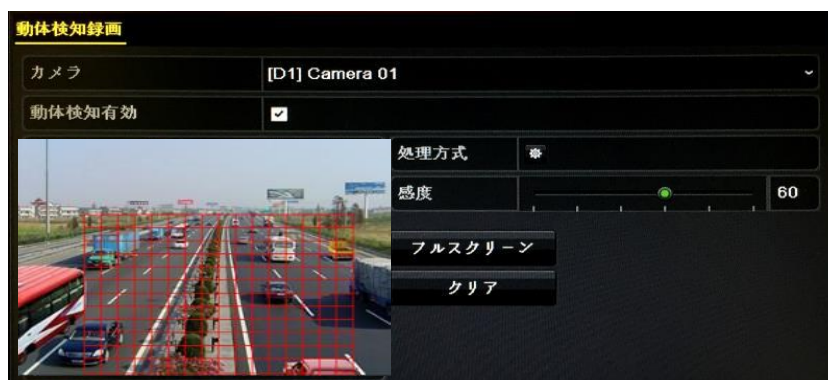 動体検知録画
カメラ
[D1] Camera 01
動体検知有効
処理方式
感度
60
フルスクリーン
クリア